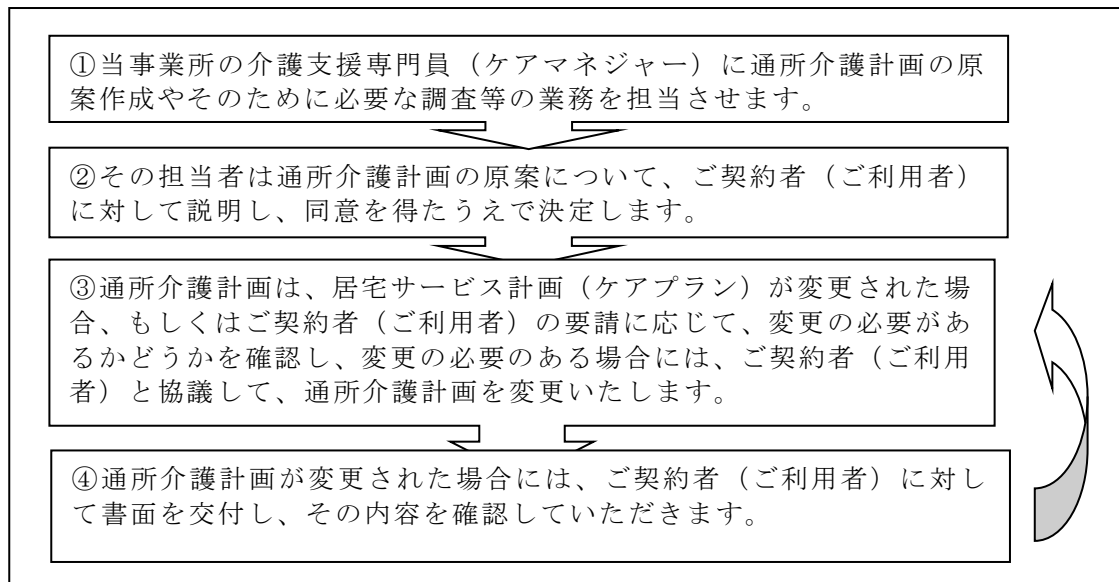 ①当事業所の介護支援専門員（ケアマネジャー）に通所介護計画の原
案作成やそのために必要な調査等の業務を担当させます。
②その担当者は通所介護計画の原案について、ご契約者（ご利用者）
に対して説明し、同意を得たうえで決定します。
③通所介護計画は、居宅サービス計画（ケアプラン）が変更された場
合、もしくはご契約者（ご利用者）の要請に応じて、変更の必要があ
るかどうかを確認し、変更の必要のある場合には、ご契約者（ご利用
者）と協議して、通所介護計画を変更いたします。
④通所介護計画が変更された場合には、ご契約者（ご利用者）に対し
て書面を交付し、その内容を確認していただきます。